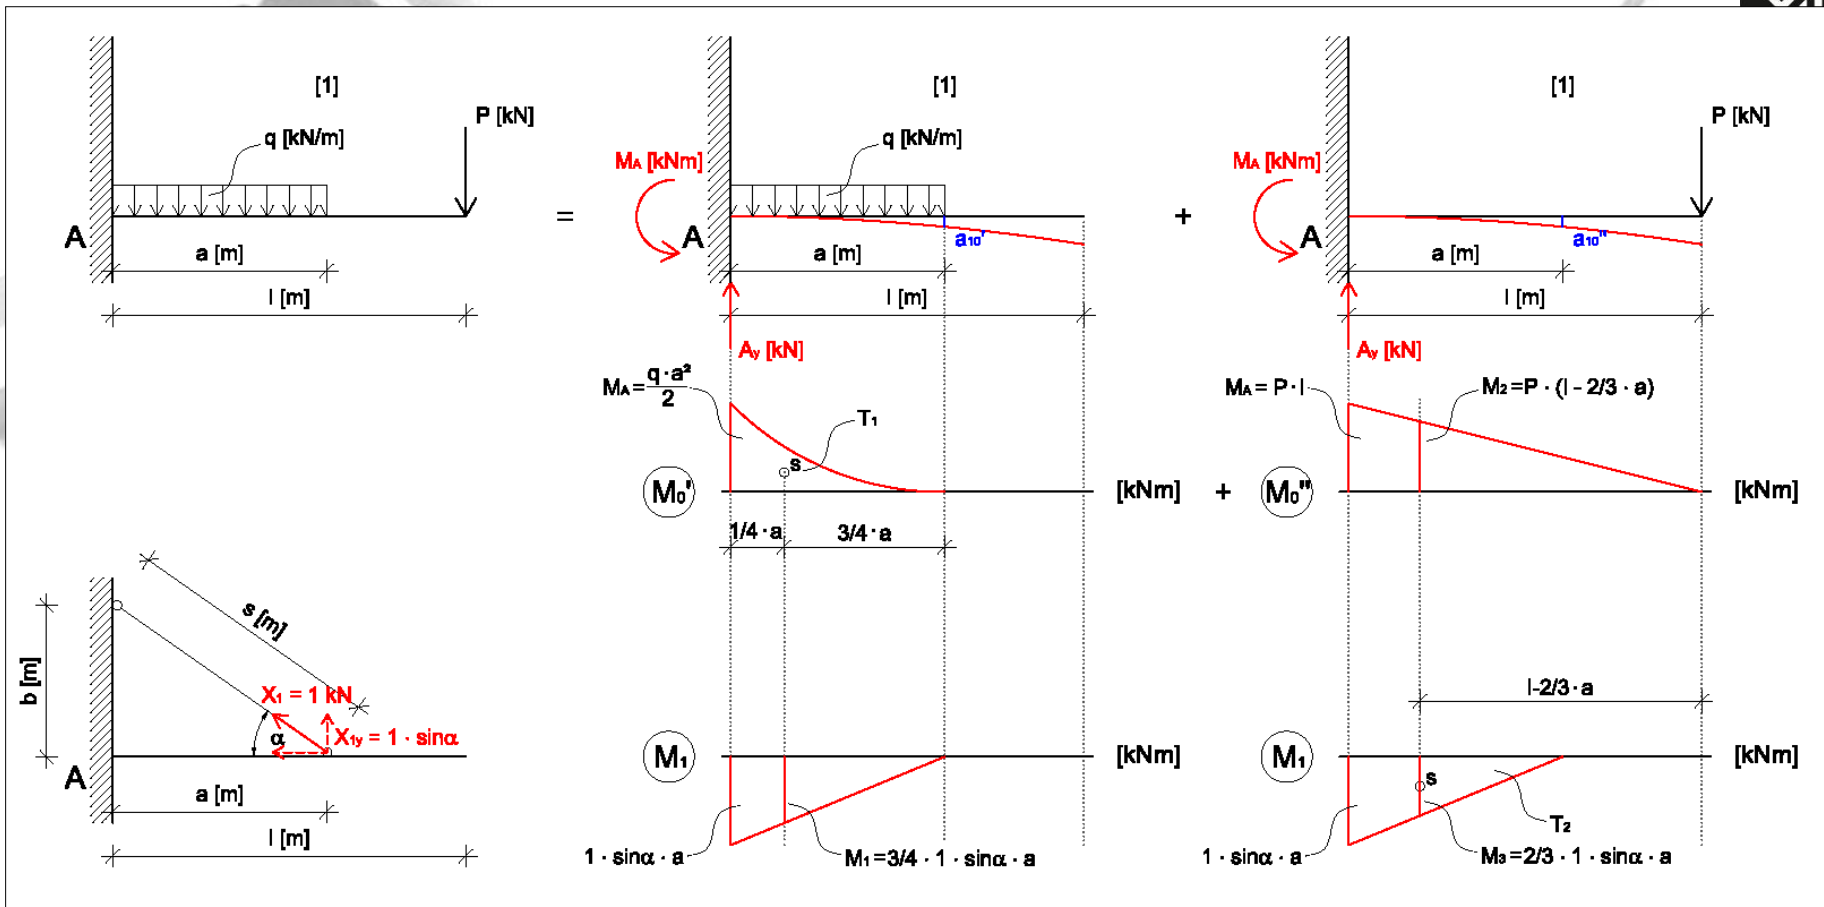 [1]
P [kN]
q [kN/m]
A
a [m]
l [m]
=
[1]
q [kN/m]
MA [kNm]
A
a10'
a [m]
l [m]
Ay [kN]
+
[1]
P [kN]
MA [kNm]
A
a10"
a [m]
l [m]
Ay [kN]
MA = q · a² / 2
T1
s
M0'
[kNm]
1/4 · a
3/4 · a
+
MA = P · l
M2=P · (l - 2/3 · a)
M0"
[kNm]
s [m]
b [m]
X1 = 1 kN
α
X1y = 1 · sinα
A
a [m]
l [m]
M1
[kNm]
1 · sinα · a
M1=3/4 · 1 · sinα · a
l-2/3 · a
M1
s
[kNm]
T2
1 · sinα · a
M3=2/3 · 1 · sinα · a